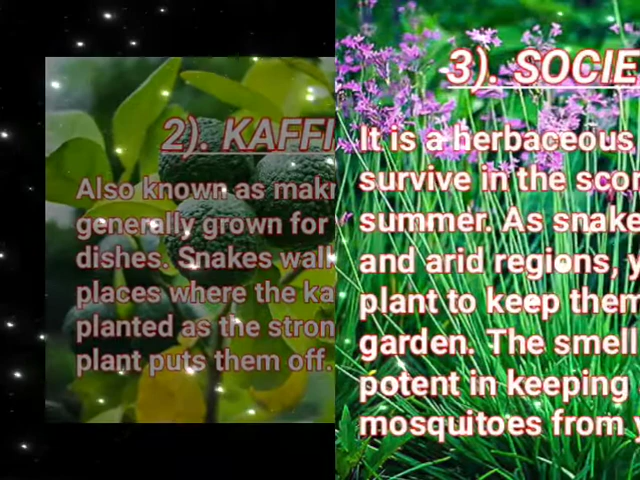 2). KAFFI
Also known as makr
generally grown for
dishes. Snakes walk
places where the ka
planted as the stron
plant puts them off.
3). SOCIE
It is a herbaceous
survive in the scor
summer. As snake
and arid regions, y
plant to keep them
garden. The smell
potent in keeping
mosquitoes from y